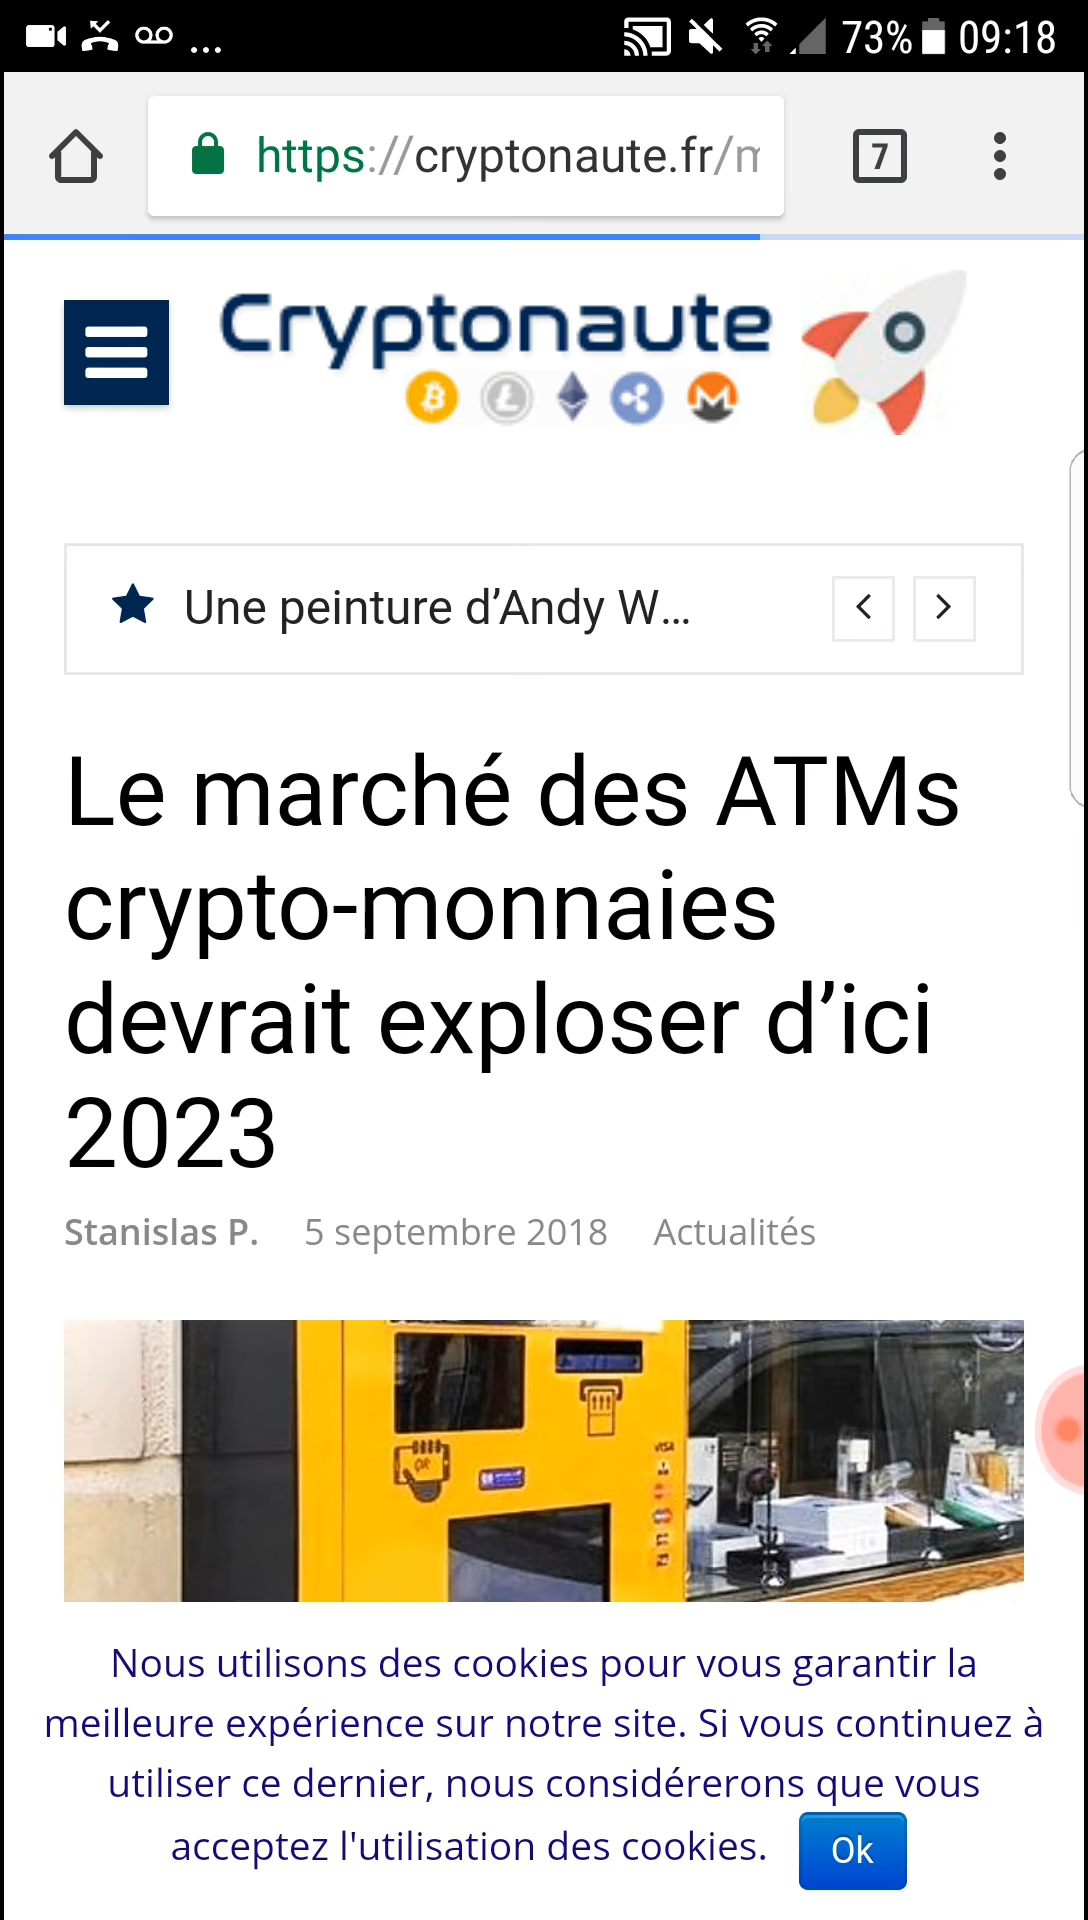 ... 73% 09:18
https://cryptonaute.fr/m
7
Cryptonaute
Une peinture d’Andy W...
Le marché des ATMs
crypto-monnaies
devrait exploser d’ici
2023
Stanislas P. 5 septembre 2018 Actualités
VISA
QR
Nous utilisons des cookies pour vous garantir la
meilleure expérience sur notre site. Si vous continuez à
utiliser ce dernier, nous considérerons que vous
acceptez l'utilisation des cookies. Ok